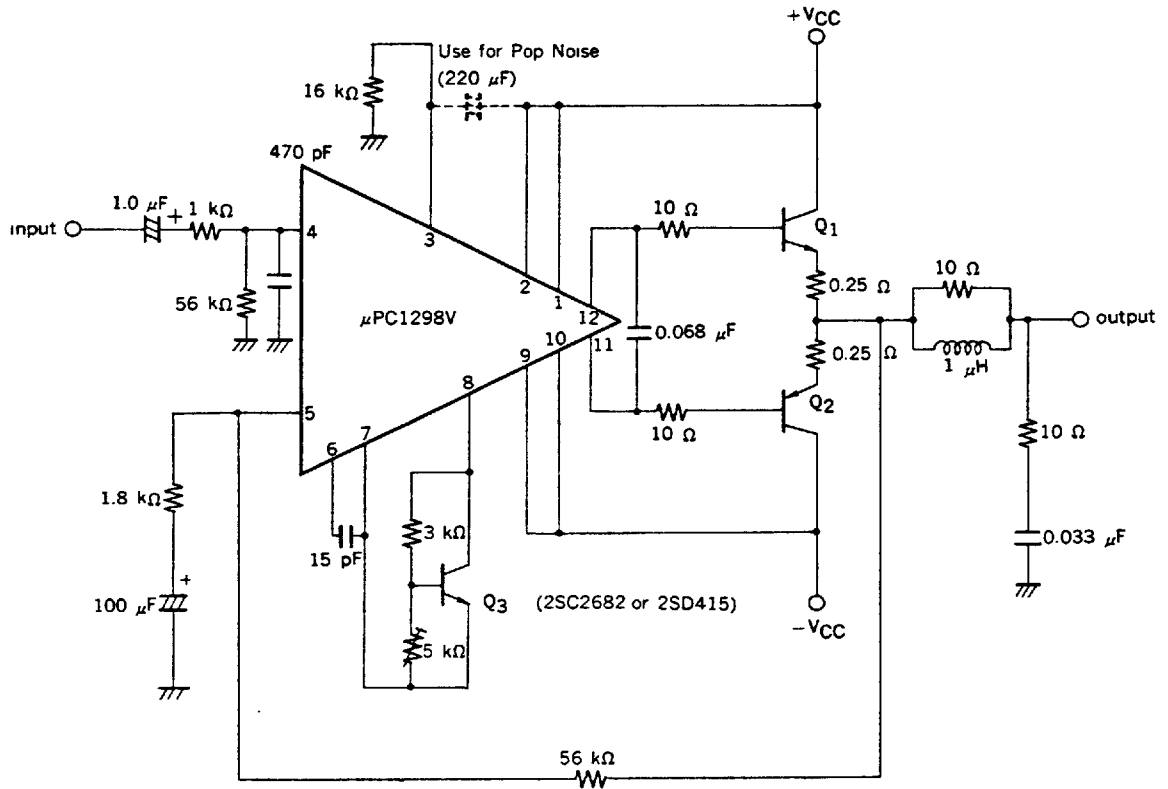 +VCC
Use for Pop Noise
(220 μF)
16 kΩ
470 pF
1.0 μF
+
1 kΩ
input
4
3
10 Ω
Q1
56 kΩ
2
1
0.25 Ω
10 Ω
μPC1298V
12
0.068 μF
output
11
10
9
0.25 Ω
1 μH
8
Q2
5
10 Ω
7
6
10 Ω
1.8 kΩ
3 kΩ
15 pF
0.033 μF
+
100 μF
Q3
(2SC2682 or 2SD415)
−VCC
5 kΩ
56 kΩ